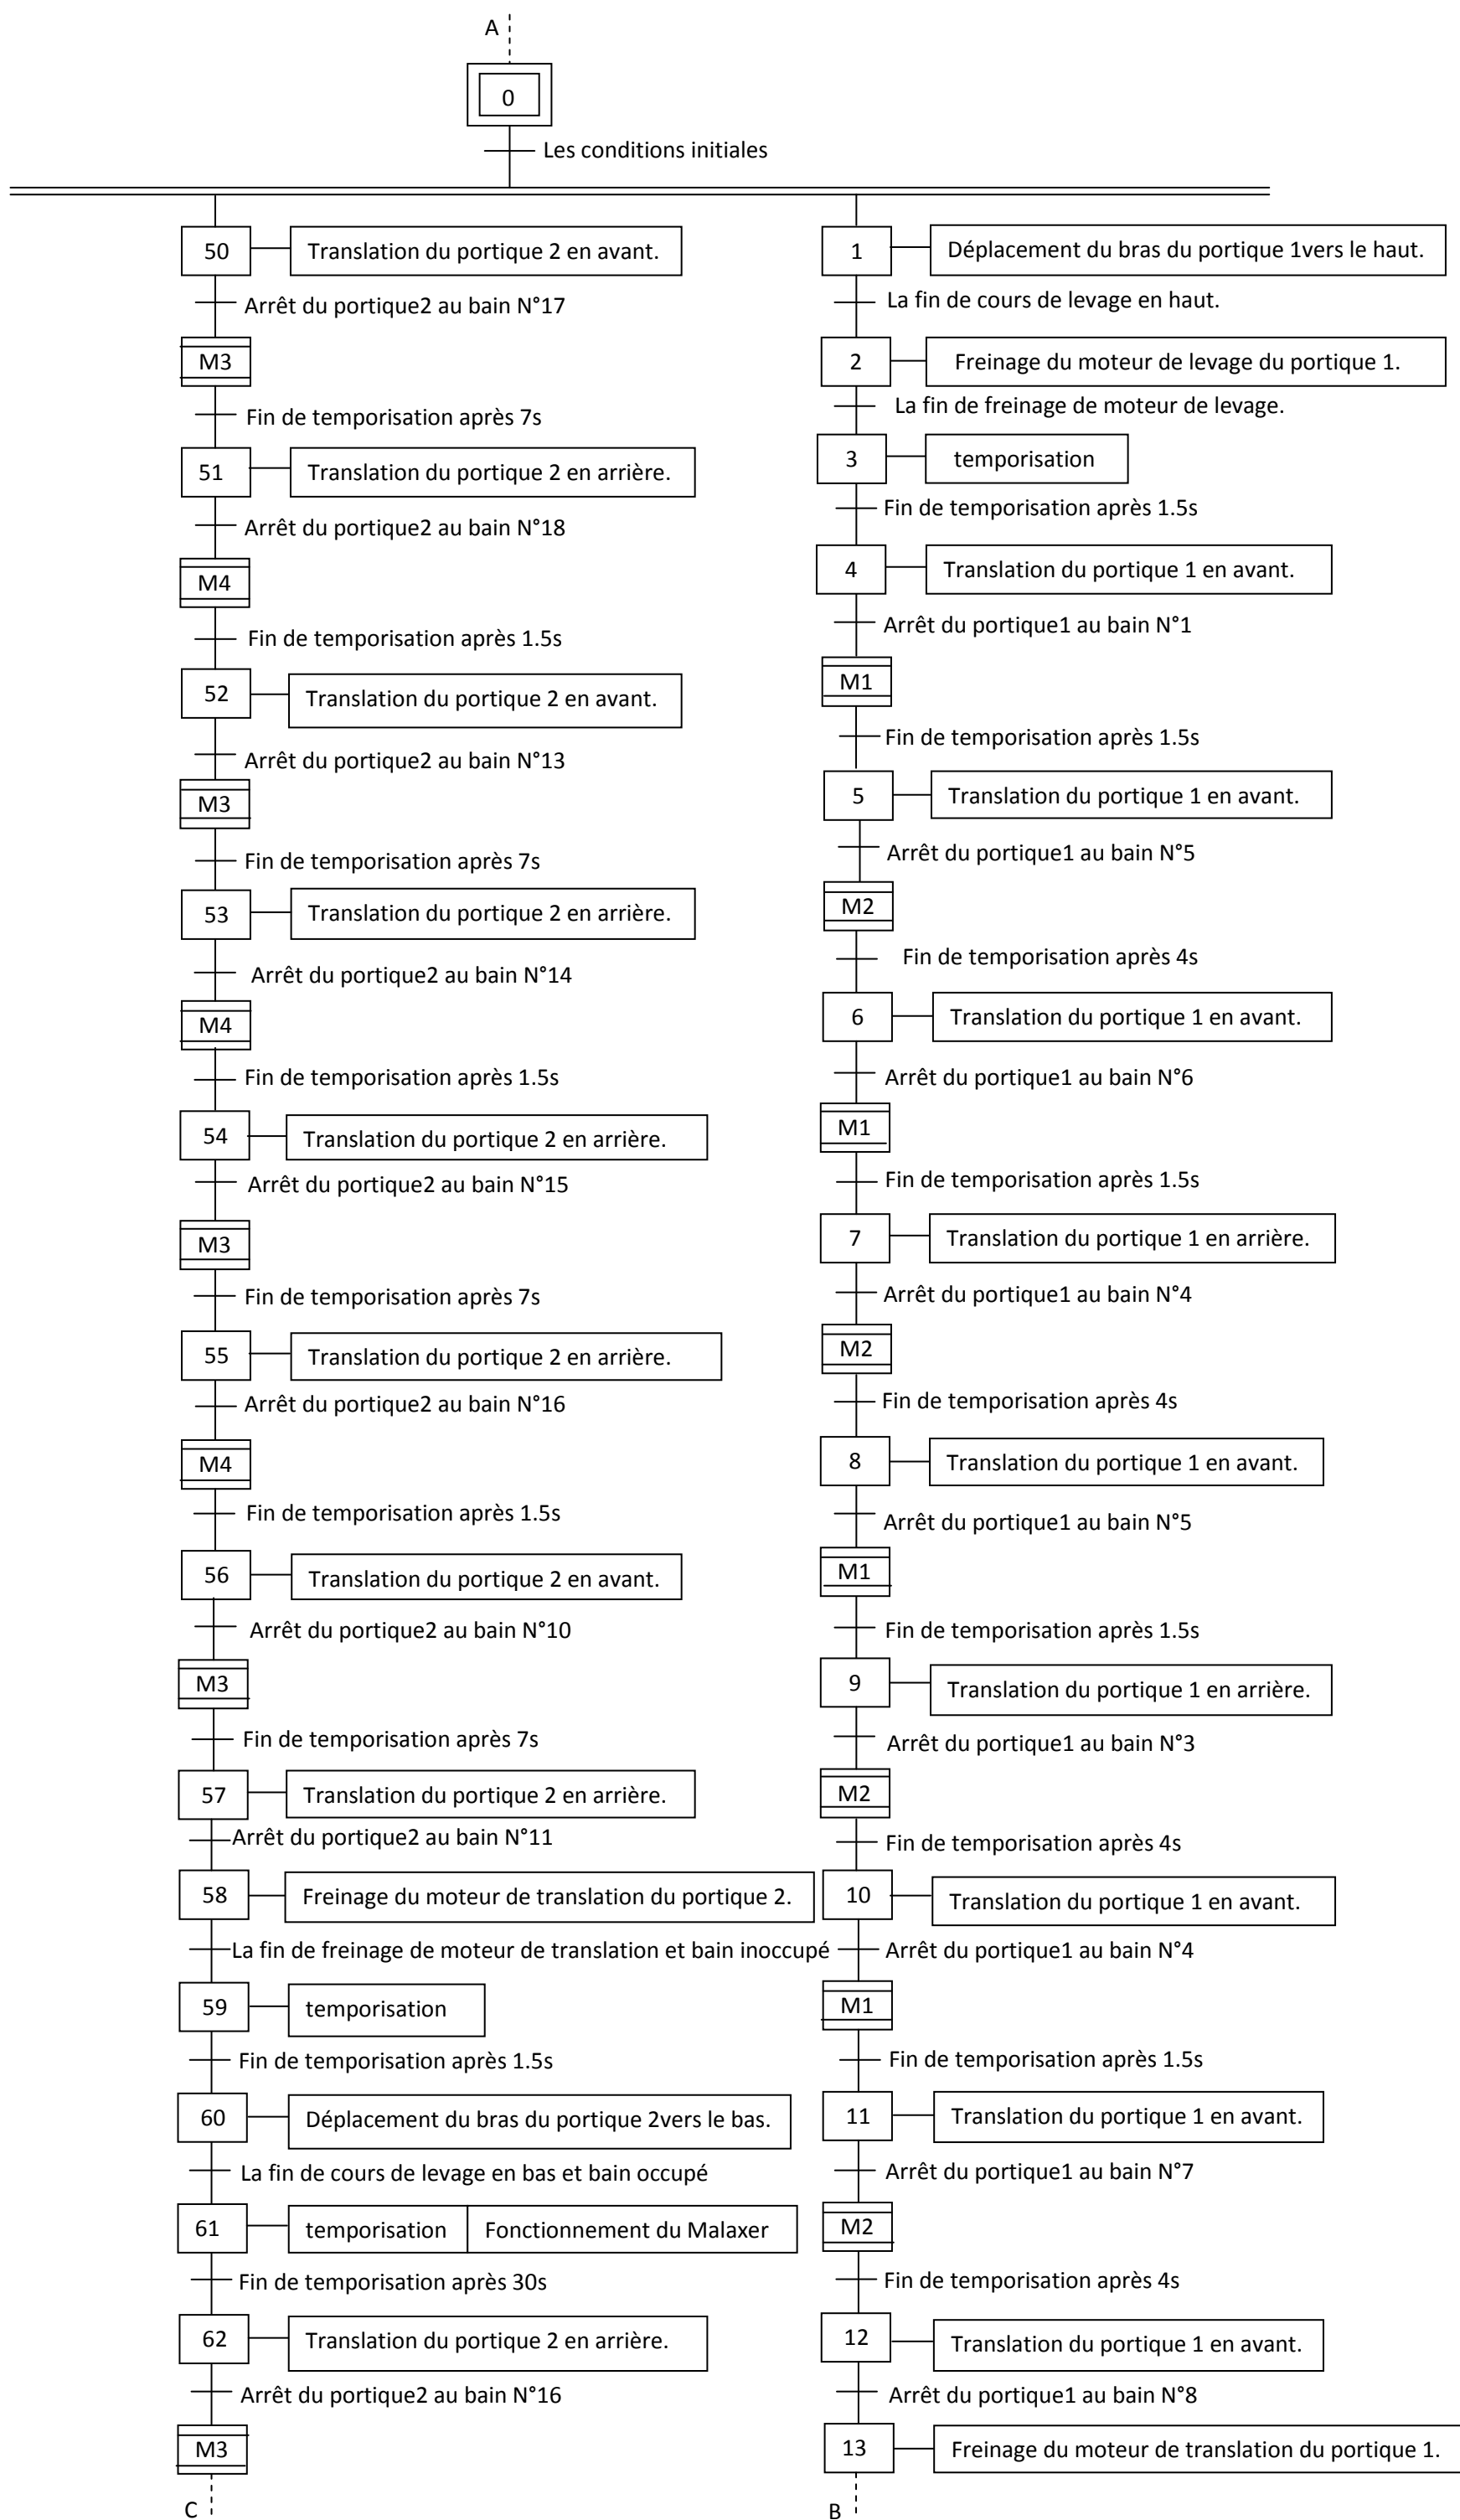 A
0
Les conditions initiales
50
Translation du portique 2 en avant.
Arrêt du portique2 au bain N°17
M3
Fin de temporisation après 7s
51
Translation du portique 2 en arrière.
Arrêt du portique2 au bain N°18
M4
Fin de temporisation après 1.5s
52
Translation du portique 2 en avant.
Arrêt du portique2 au bain N°13
M3
Fin de temporisation après 7s
53
Translation du portique 2 en arrière.
Arrêt du portique2 au bain N°14
M4
Fin de temporisation après 1.5s
54
Translation du portique 2 en arrière.
Arrêt du portique2 au bain N°15
M3
Fin de temporisation après 7s
55
Translation du portique 2 en arrière.
Arrêt du portique2 au bain N°16
M4
Fin de temporisation après 1.5s
56
Translation du portique 2 en avant.
Arrêt du portique2 au bain N°10
M3
Fin de temporisation après 7s
57
Translation du portique 2 en arrière.
Arrêt du portique2 au bain N°11
58
Freinage du moteur de translation du portique 2.
La fin de freinage de moteur de translation et bain inoccupé
59
temporisation
Fin de temporisation après 1.5s
60
Déplacement du bras du portique 2vers le bas.
La fin de cours de levage en bas et bain occupé
61
temporisation
Fonctionnement du Malaxer
Fin de temporisation après 30s
62
Translation du portique 2 en arrière.
Arrêt du portique2 au bain N°16
M3
C
1
Déplacement du bras du portique 1vers le haut.
La fin de cours de levage en haut.
2
Freinage du moteur de levage du portique 1.
La fin de freinage de moteur de levage.
3
temporisation
Fin de temporisation après 1.5s
4
Translation du portique 1 en avant.
Arrêt du portique1 au bain N°1
M1
Fin de temporisation après 1.5s
5
Translation du portique 1 en avant.
Arrêt du portique1 au bain N°5
M2
Fin de temporisation après 4s
6
Translation du portique 1 en avant.
Arrêt du portique1 au bain N°6
M1
Fin de temporisation après 1.5s
7
Translation du portique 1 en arrière.
Arrêt du portique1 au bain N°4
M2
Fin de temporisation après 4s
8
Translation du portique 1 en avant.
Arrêt du portique1 au bain N°5
M1
Fin de temporisation après 1.5s
9
Translation du portique 1 en arrière.
Arrêt du portique1 au bain N°3
M2
Fin de temporisation après 4s
10
Translation du portique 1 en avant.
Arrêt du portique1 au bain N°4
M1
Fin de temporisation après 1.5s
11
Translation du portique 1 en avant.
Arrêt du portique1 au bain N°7
M2
Fin de temporisation après 4s
12
Translation du portique 1 en avant.
Arrêt du portique1 au bain N°8
13
Freinage du moteur de translation du portique 1.
B